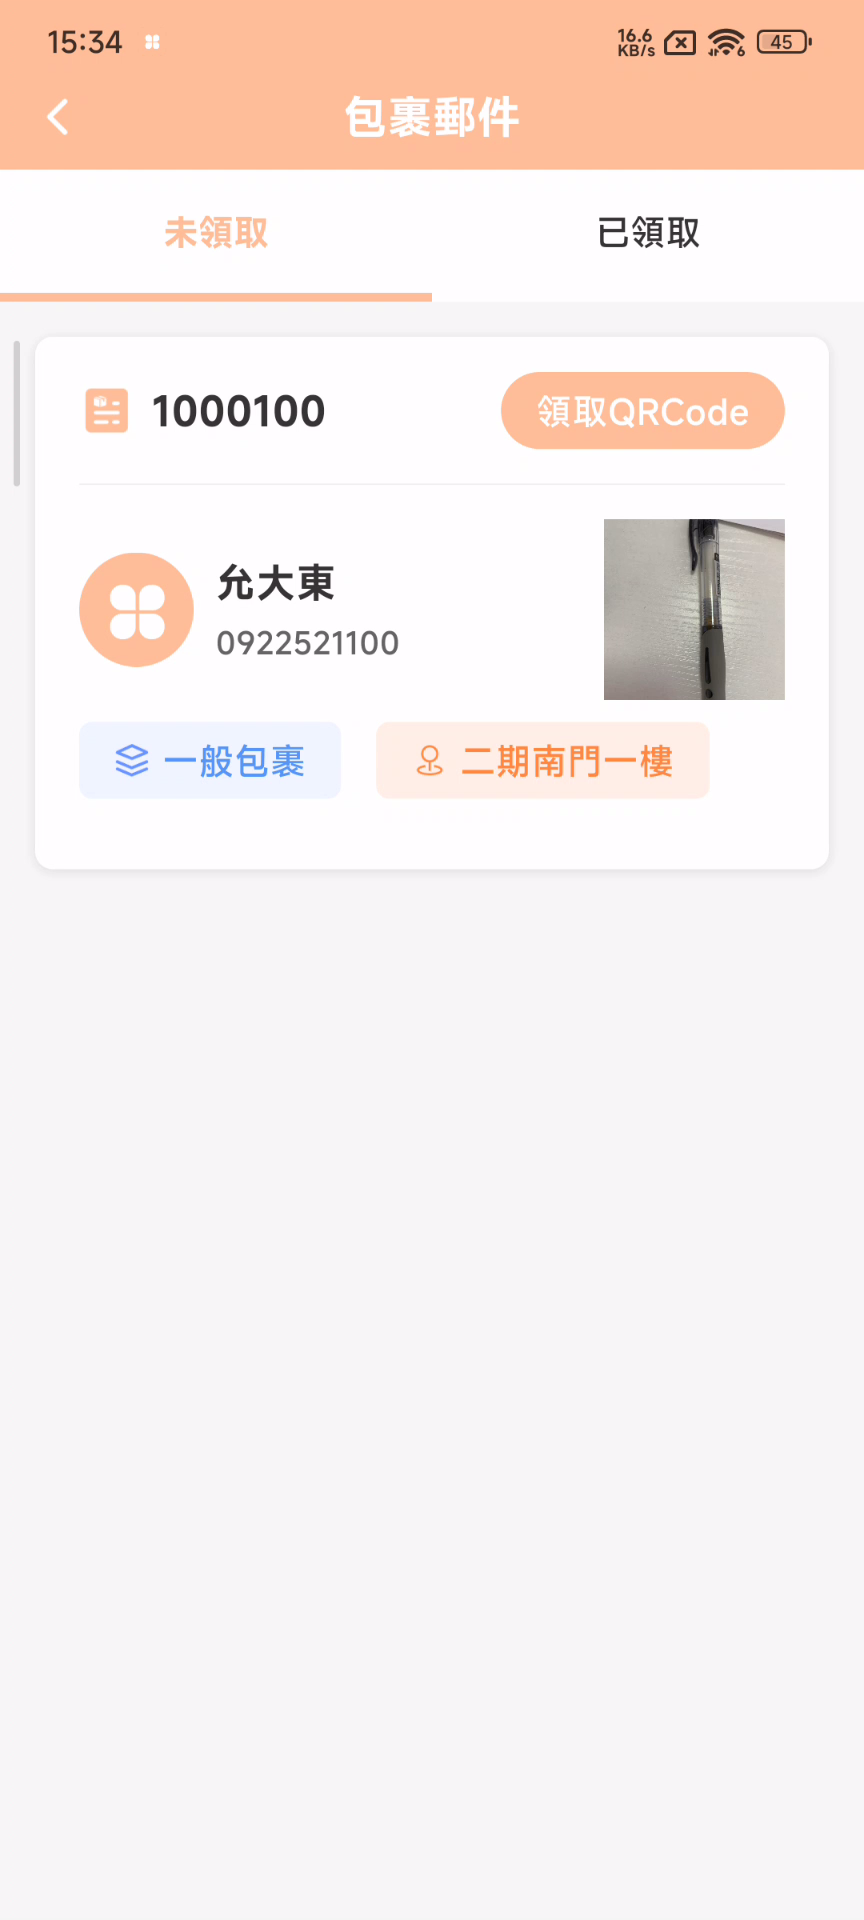 15:34
16.6
KB/s
6
45
包裹郵件
未領取
已領取
1000100
領取QRCode
允大東
0922521100
一般包裹
二期南門一樓